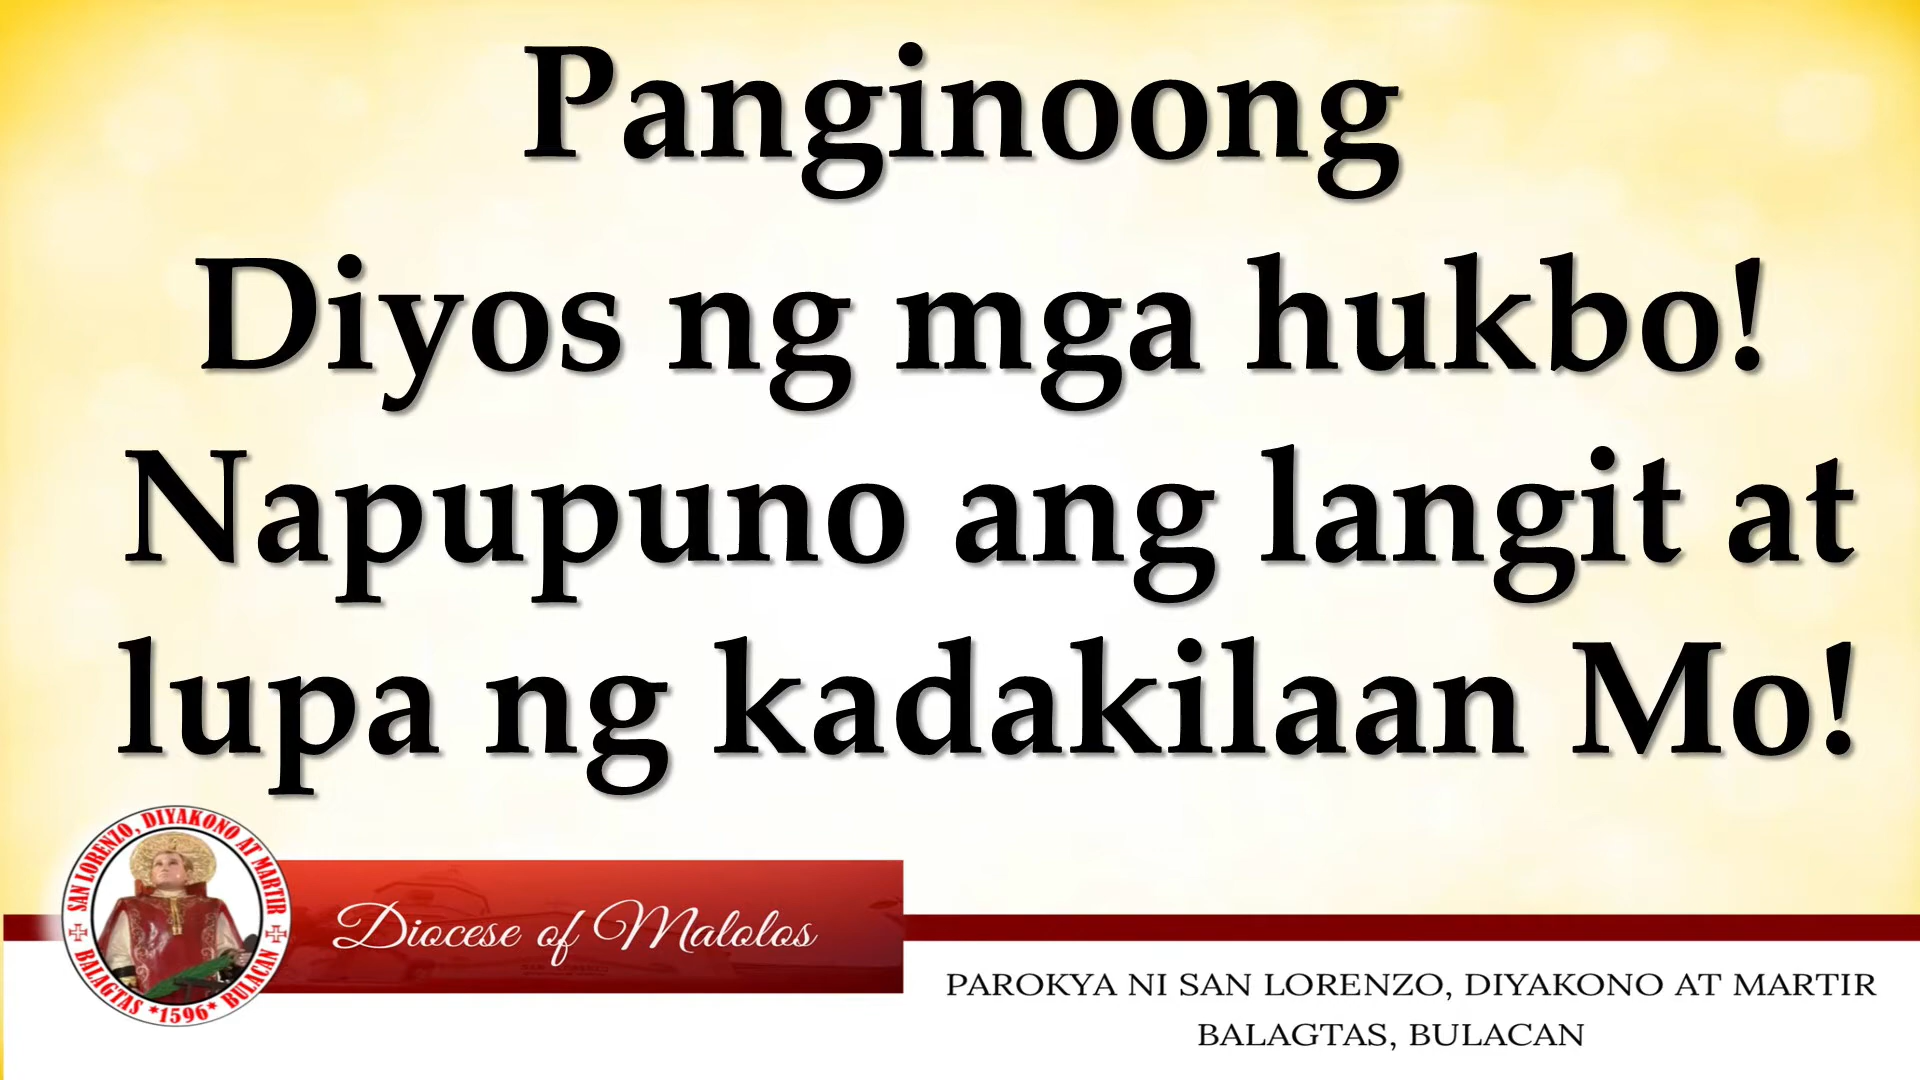 Panginoong
Diyos ng mga hukbo!
Napupuno ang langit at
lupa ng kadakilaan Mo!
SAN LORENZO, DIYAKONO AT MARTIR
BALAGTAS *1596* BULACAN
Diocese of Malolos
PAROKYA NI SAN LORENZO, DIYAKONO AT MARTIR
BALAGTAS, BULACAN